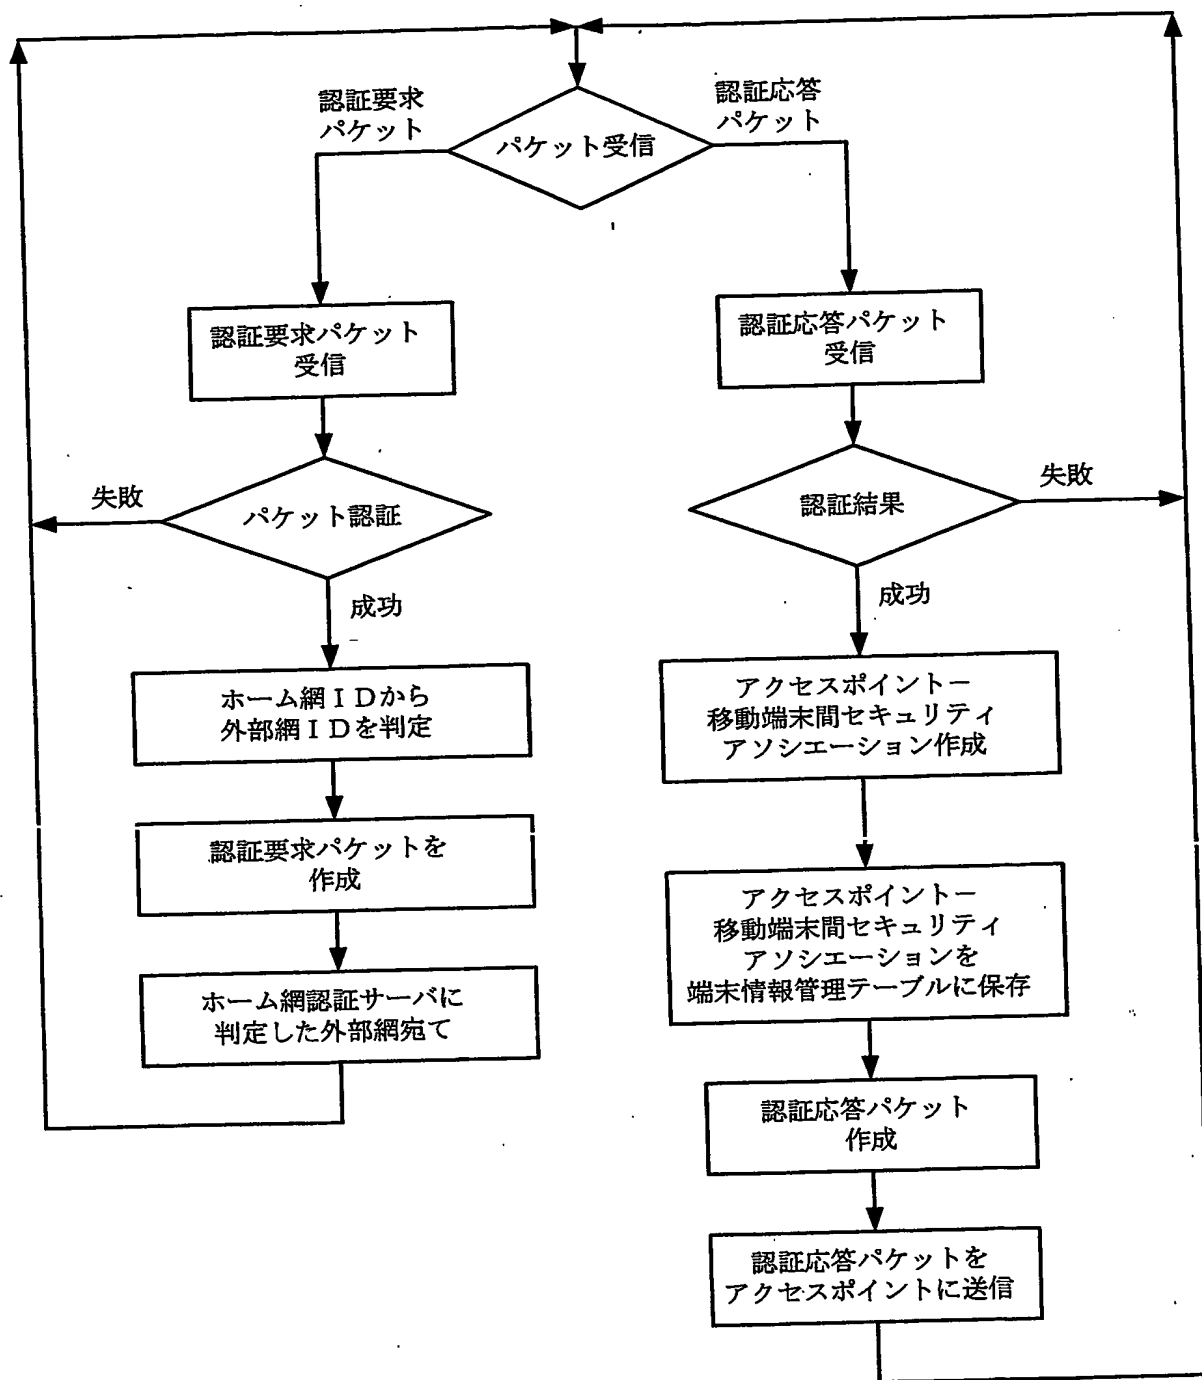 認証要求
パケット
認証応答
パケット
パケット受信
認証要求パケット
受信
認証応答パケット
受信
失敗
パケット認証
成功
認証結果
失敗
成功
ホーム網ＩＤから
外部網ＩＤを判定
認証要求パケットを
作成
ホーム網認証サーバに
判定した外部網宛て
アクセスポイントー
移動端末間セキュリティ
アソシエーション作成
アクセスポイントー
移動端末間セキュリティ
アソシエーションを
端末情報管理テーブルに保存
認証応答パケット
作成
認証応答パケットを
アクセスポイントに送信